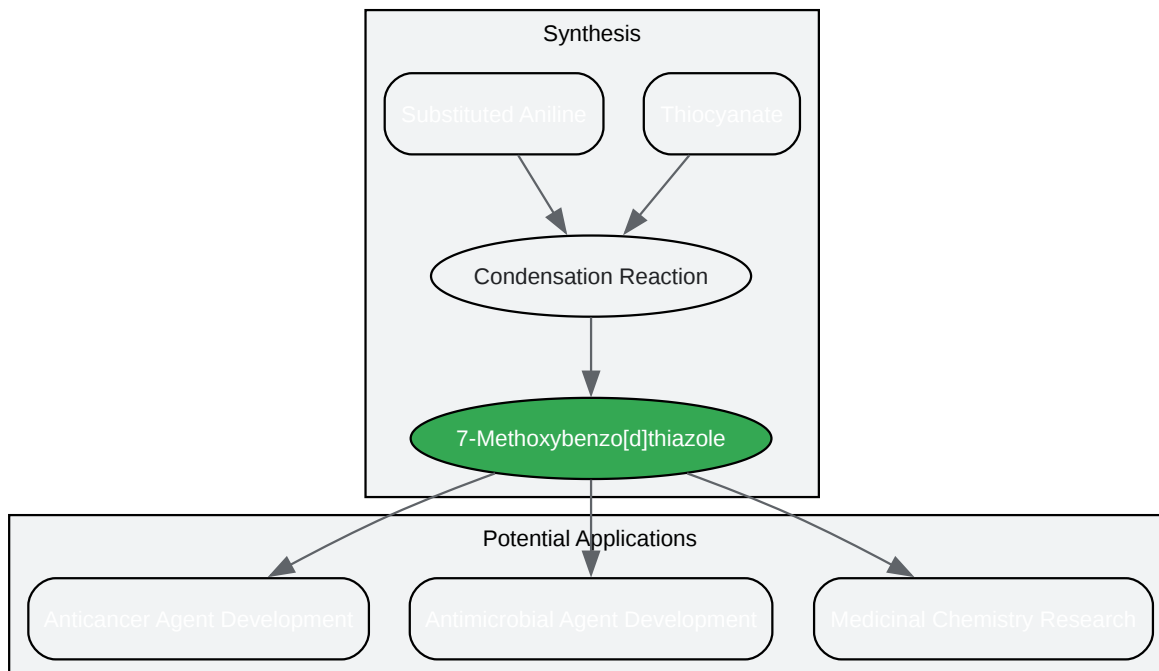 Synthesis
Substituted Aniline
Thiocyanate
Condensation Reaction
7-Methoxybenzo[d]thiazole
Potential Applications
Anticancer Agent Development
Antimicrobial Agent Development
Medicinal Chemistry Research